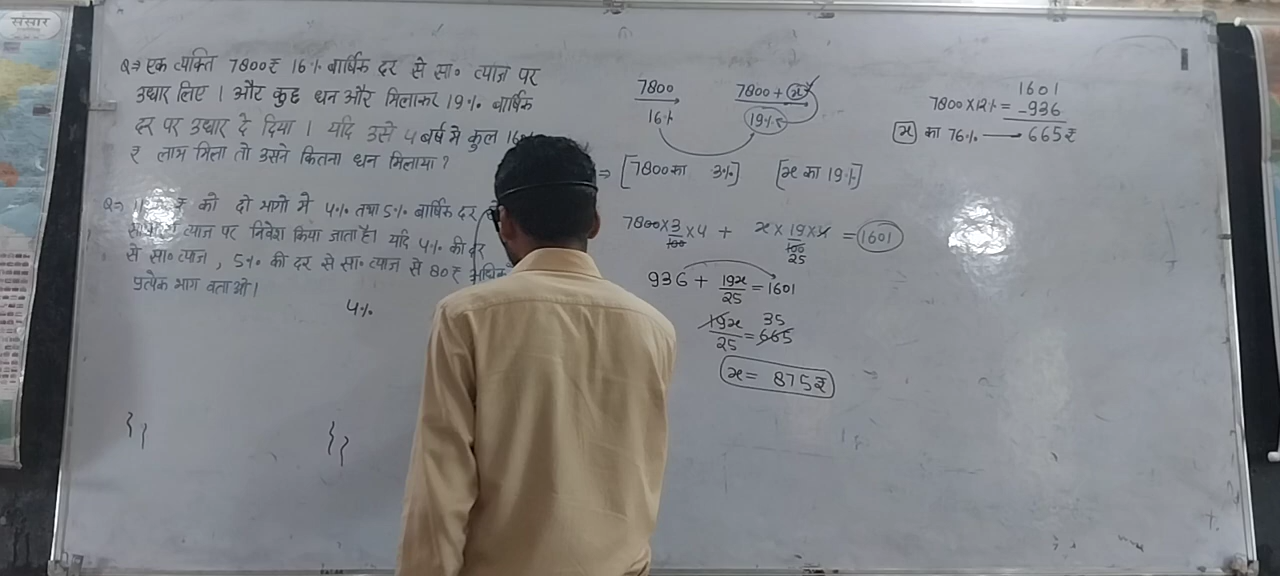 संसार
Q⇒ एक व्यक्ति 7800₹ 16% वार्षिक दर से सा० ब्याज पर
उधार लिए । और कुछ धन और मिलाकर 19% वार्षिक
दर पर उधार दे दिया । यदि उसे 4 वर्ष मे कुल
₹ लाभ मिला तो उसने कितना धन मिलाया ?
Q⇒ ₹ को दो भागो मे 4% तथा 5% वार्षिक दर
ब्याज पर निवेश किया जाता है। यदि 4% की दर
से सा० ब्याज , 5% की दर से सा० ब्याज से 80₹ अधिक
प्रत्येक भाग बताओ।
4%
7800
16%
7800 + x
19%
⇒ [7800 का 3%] [x का 19%]
7800×3/100×4 + x×19×4/100 = 1601
25
936 + 19x/25 = 1601
35
19x/25 = 665
x = 875₹
1601
7800×12% = -936
x का 76% → 665₹